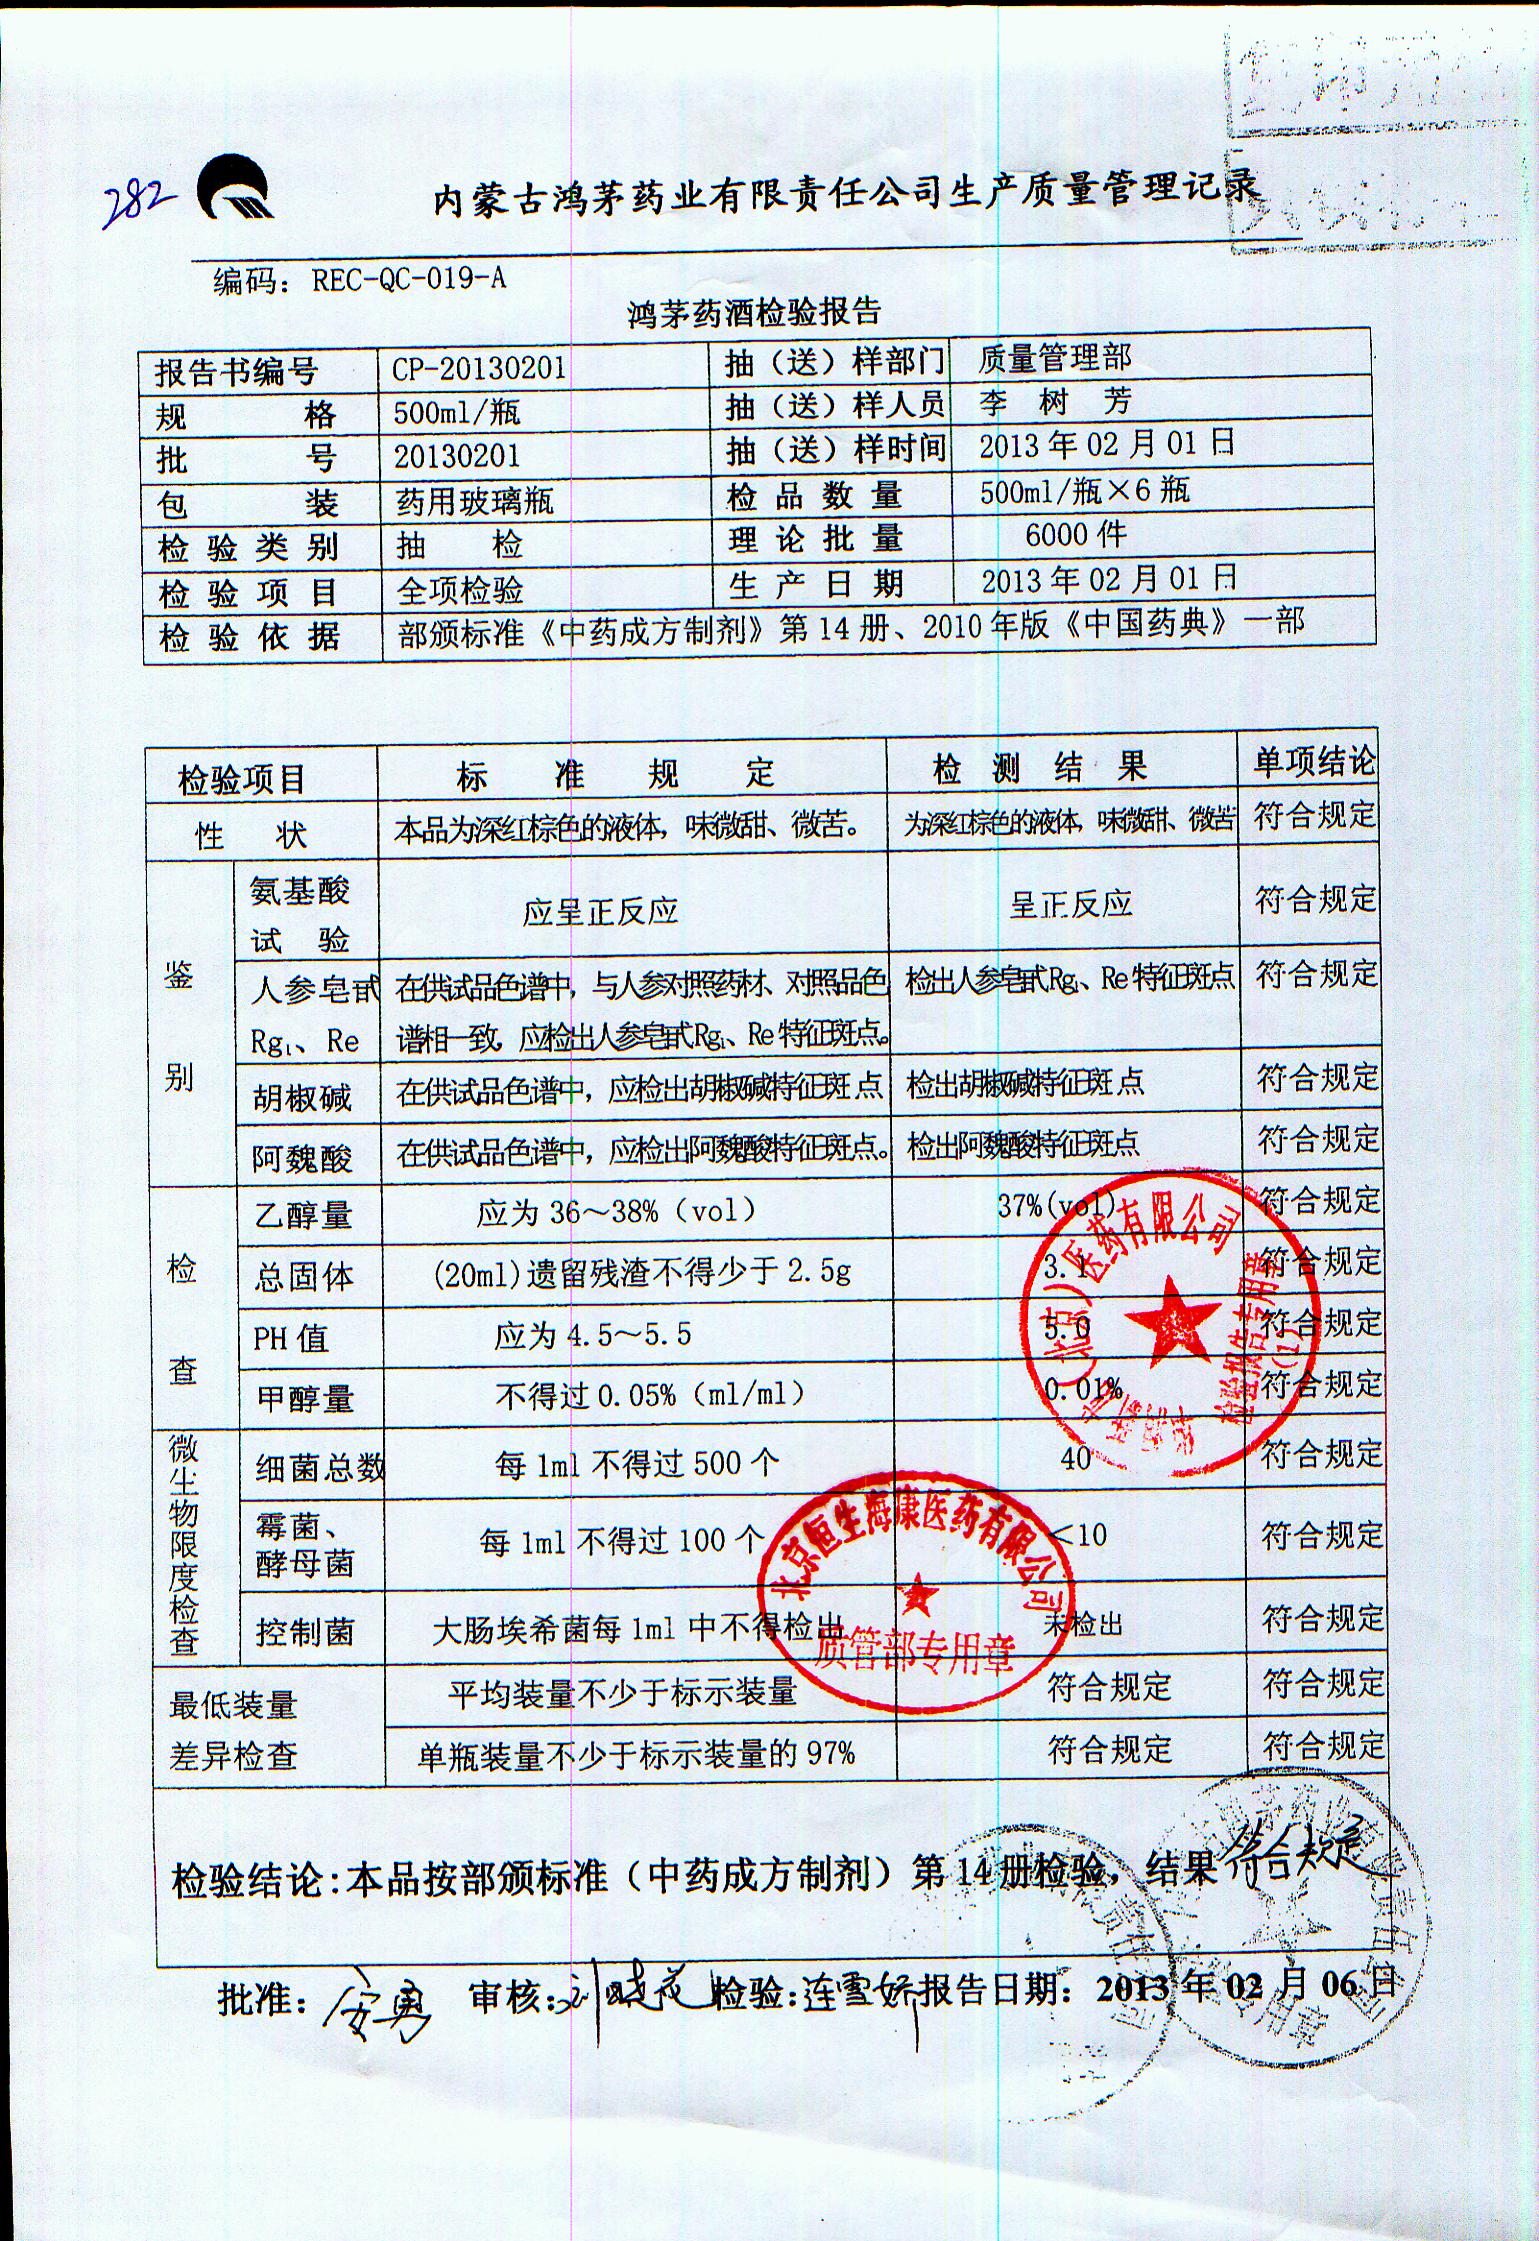 282
内蒙古鸿茅药业有限责任公司生产质量管理记录
编码：REC-QC-019-A
鸿茅药酒检验报告
报告书编号 CP-20130201 抽（送）样部门 质量管理部
规格 500ml/瓶 抽（送）样人员 李树芳
批号 20130201 抽（送）样时间 2013年02月01日
包装 药用玻璃瓶 检品数量 500ml/瓶×6瓶
检验类别 抽检 理论批量 6000件
检验项目 全项检验 生产日期 2013年02月01日
检验依据 部颁标准《中药成方制剂》第14册、2010年版《中国药典》一部
检验项目 标准规定 检测结果 单项结论
性状 本品为深红棕色的液体，味微甜、微苦。 为深红棕色的液体，味微甜、微苦 符合规定
鉴别
氨基酸试验 应呈正反应 呈正反应 符合规定
人参皂甙 在供试品色谱中，与人参对照药材、对照品色 检出人参皂甙Rg₁、Re特征斑点 符合规定
Rg₁、Re 谱相一致，应检出人参皂甙Rg₁、Re特征斑点。
胡椒碱 在供试品色谱中，应检出胡椒碱特征斑点 检出胡椒碱特征斑点 符合规定
阿魏酸 在供试品色谱中，应检出阿魏酸特征斑点。 检出阿魏酸特征斑点 符合规定
检查
乙醇量 应为36～38%（vol） 37%(vol) 符合规定
总固体 (20ml)遗留残渣不得少于2.5g 3.1 符合规定
PH值 应为4.5～5.5 5.0 符合规定
甲醇量 不得过0.05%（ml/ml） 0.01% 符合规定
微生物限度检查
细菌总数 每1ml不得过500个 40 符合规定
霉菌、酵母菌 每1ml不得过100个 <10 符合规定
控制菌 大肠埃希菌每1ml中不得检出 未检出 符合规定
最低装量 平均装量不少于标示装量 符合规定 符合规定
差异检查 单瓶装量不少于标示装量的97% 符合规定 符合规定
（北京）医药有限公司
检验报告专用章
(1)
北京恒生海康医药有限公司
质管部专用章
检验结论：本品按部颁标准（中药成方制剂）第14册检验，结果符合规定
批准：安勇 审核：刘晓花 检验：连雪娇 报告日期：2013年02月06日